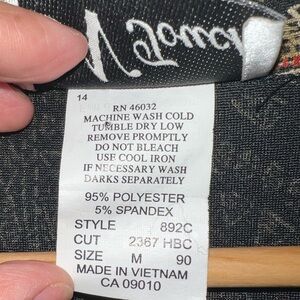 Touch
14
RN 46032
MACHINE WASH COLD
TUMBLE DRY LOW
REMOVE PROMPTLY
DO NOT BLEACH
USE COOL IRON
IF NECESSARY WASH
DARKS SEPARATELY
95% POLYESTER
5% SPANDEX
STYLE 892C
CUT 2367 HBC
SIZE M 90
MADE IN VIETNAM
CA 09010